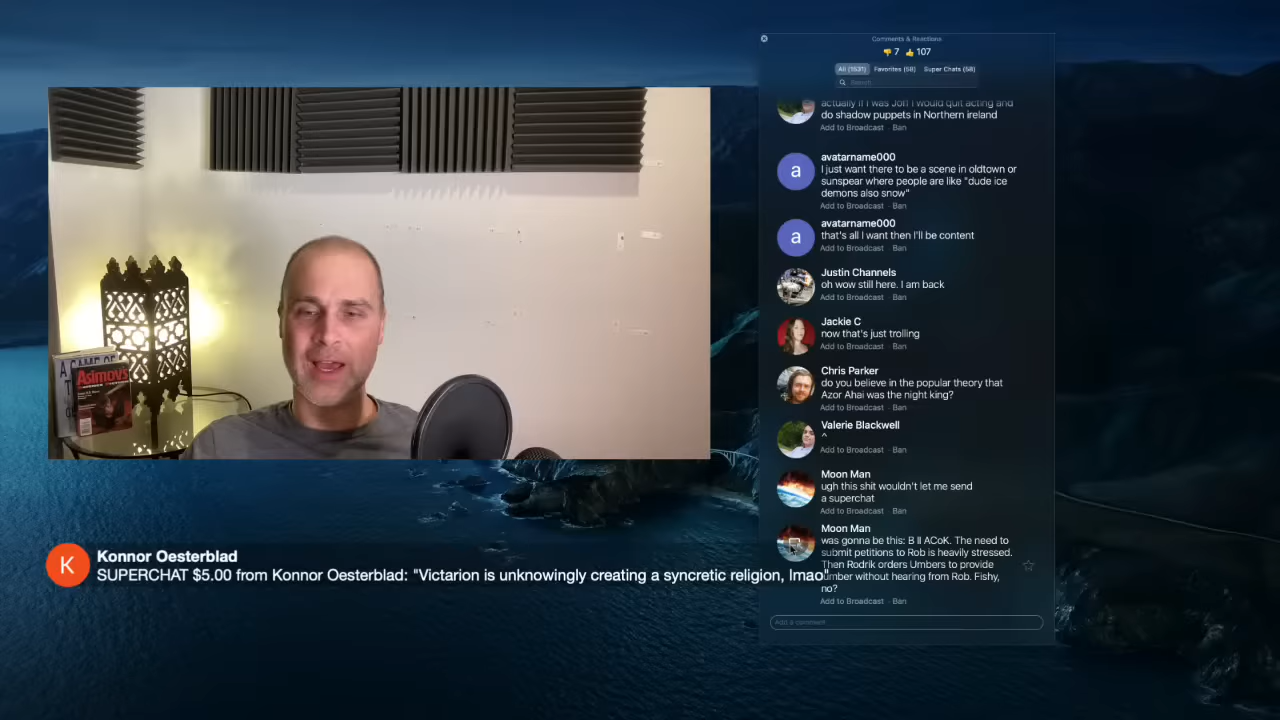 Comments & Reactions
👎 7 👍 107
All (1531) Favorites (58) Super Chats (58)
Search
actually if I was Jon I would quit acting and
do shadow puppets in Northern ireland
Add to Broadcast · Ban
avatarname000
I just want there to be a scene in oldtown or
sunspear where people are like "dude ice
demons also snow"
Add to Broadcast · Ban
avatarname000
that's all I want then I'll be content
Add to Broadcast · Ban
Justin Channels
oh wow still here. I am back
Add to Broadcast · Ban
Jackie C
now that's just trolling
Add to Broadcast · Ban
Chris Parker
do you believe in the popular theory that
Azor Ahai was the night king?
Add to Broadcast · Ban
Valerie Blackwell
^
Add to Broadcast · Ban
Moon Man
ugh this shit wouldn't let me send
a superchat
Add to Broadcast · Ban
Moon Man
was gonna be this: B II ACoK. The need to
submit petitions to Rob is heavily stressed.
Then Rodrik orders Umbers to provide
timber without hearing from Rob. Fishy,
no?
Add to Broadcast · Ban
Add a comment
a
a
A GAME OF
Asimov's
K
Konnor Oesterblad
SUPERCHAT $5.00 from Konnor Oesterblad: "Victarion is unknowingly creating a syncretic religion, lmao"